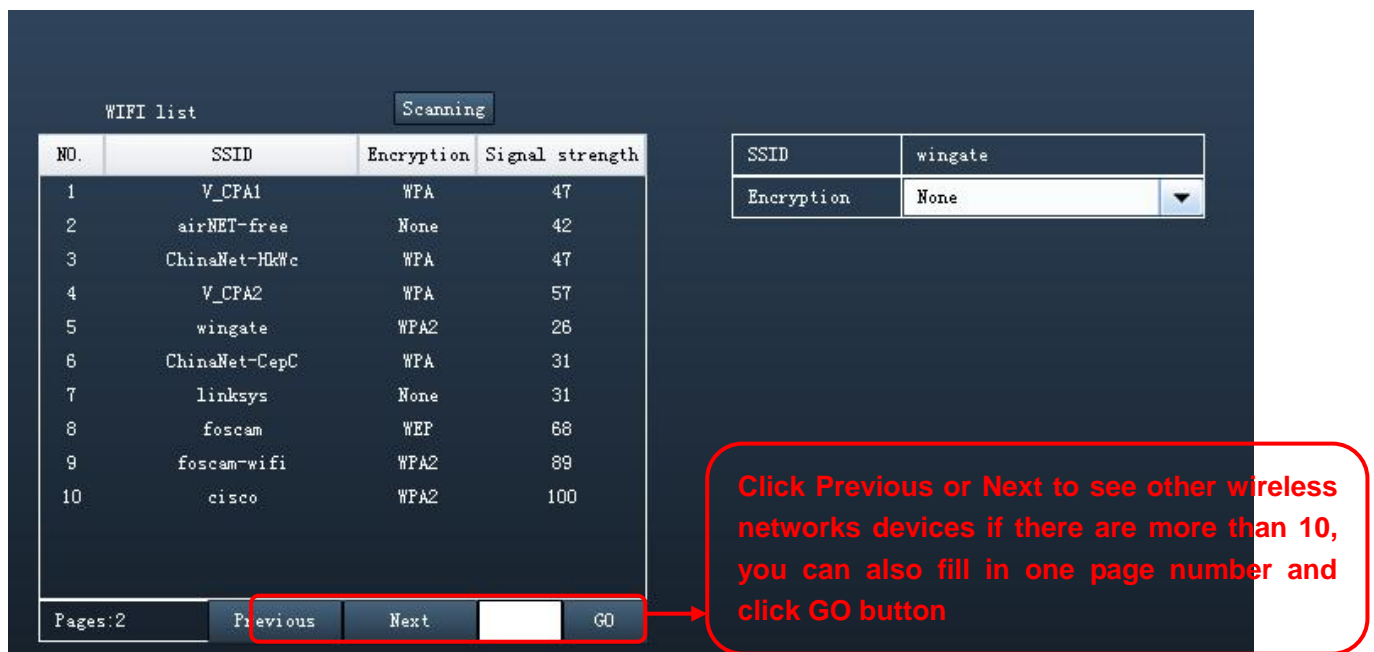 WIFI list Scanning
NO. SSID Encryption Signal strength
1 V_CPA1 WPA 47
2 airNET-free None 42
3 ChinaNet-HkWc WPA 47
4 V_CPA2 WPA 57
5 wingate WPA2 26
6 ChinaNet-CepC WPA 31
7 linksys None 31
8 foscam WEP 68
9 foscam-wifi WPA2 89
10 cisco WPA2 100
Pages:2 Previous Next GO
SSID wingate
Encryption None
Click Previous or Next to see other wireless
networks devices if there are more than 10,
you can also fill in one page number and
click GO button